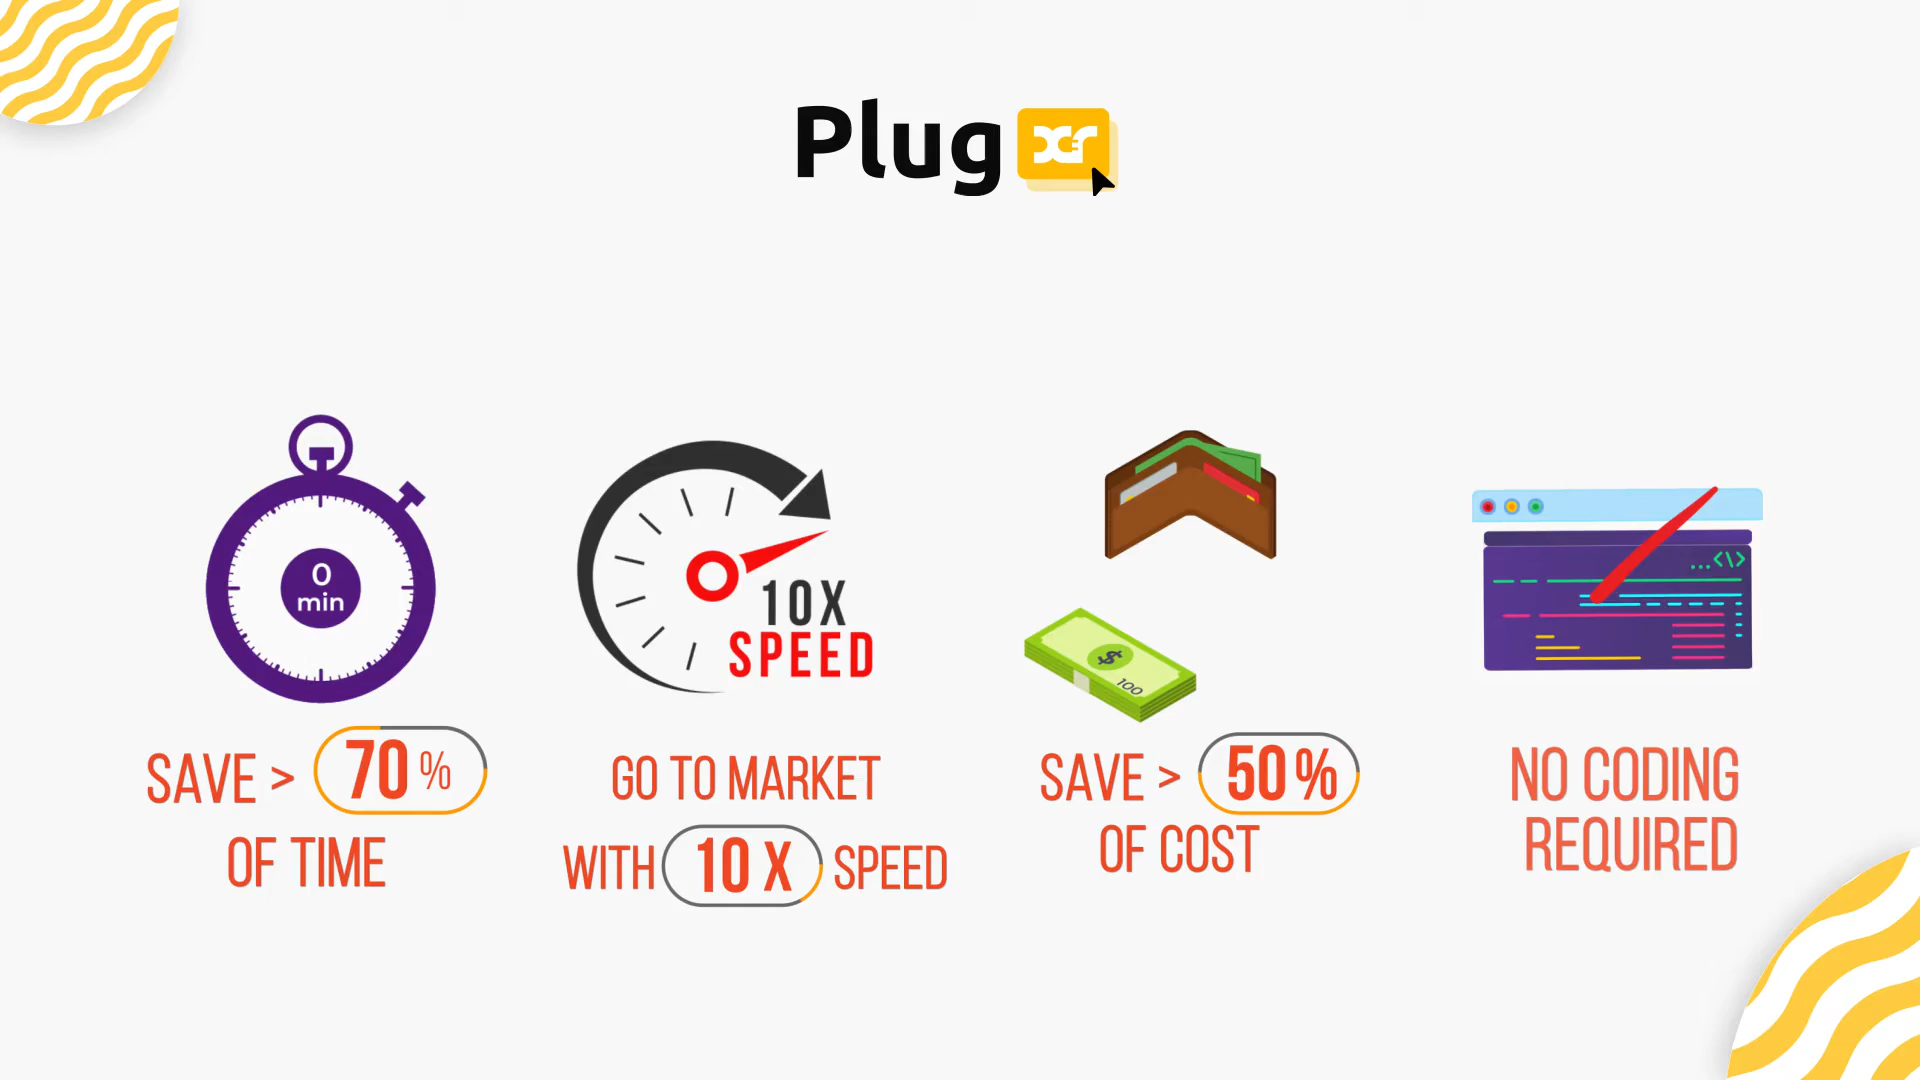 Plug xr
0
min
10X
SPEED
$
100
...<\>
SAVE > 70 %
OF TIME
GO TO MARKET
WITH 10 X SPEED
SAVE > 50 %
OF COST
NO CODING
REQUIRED